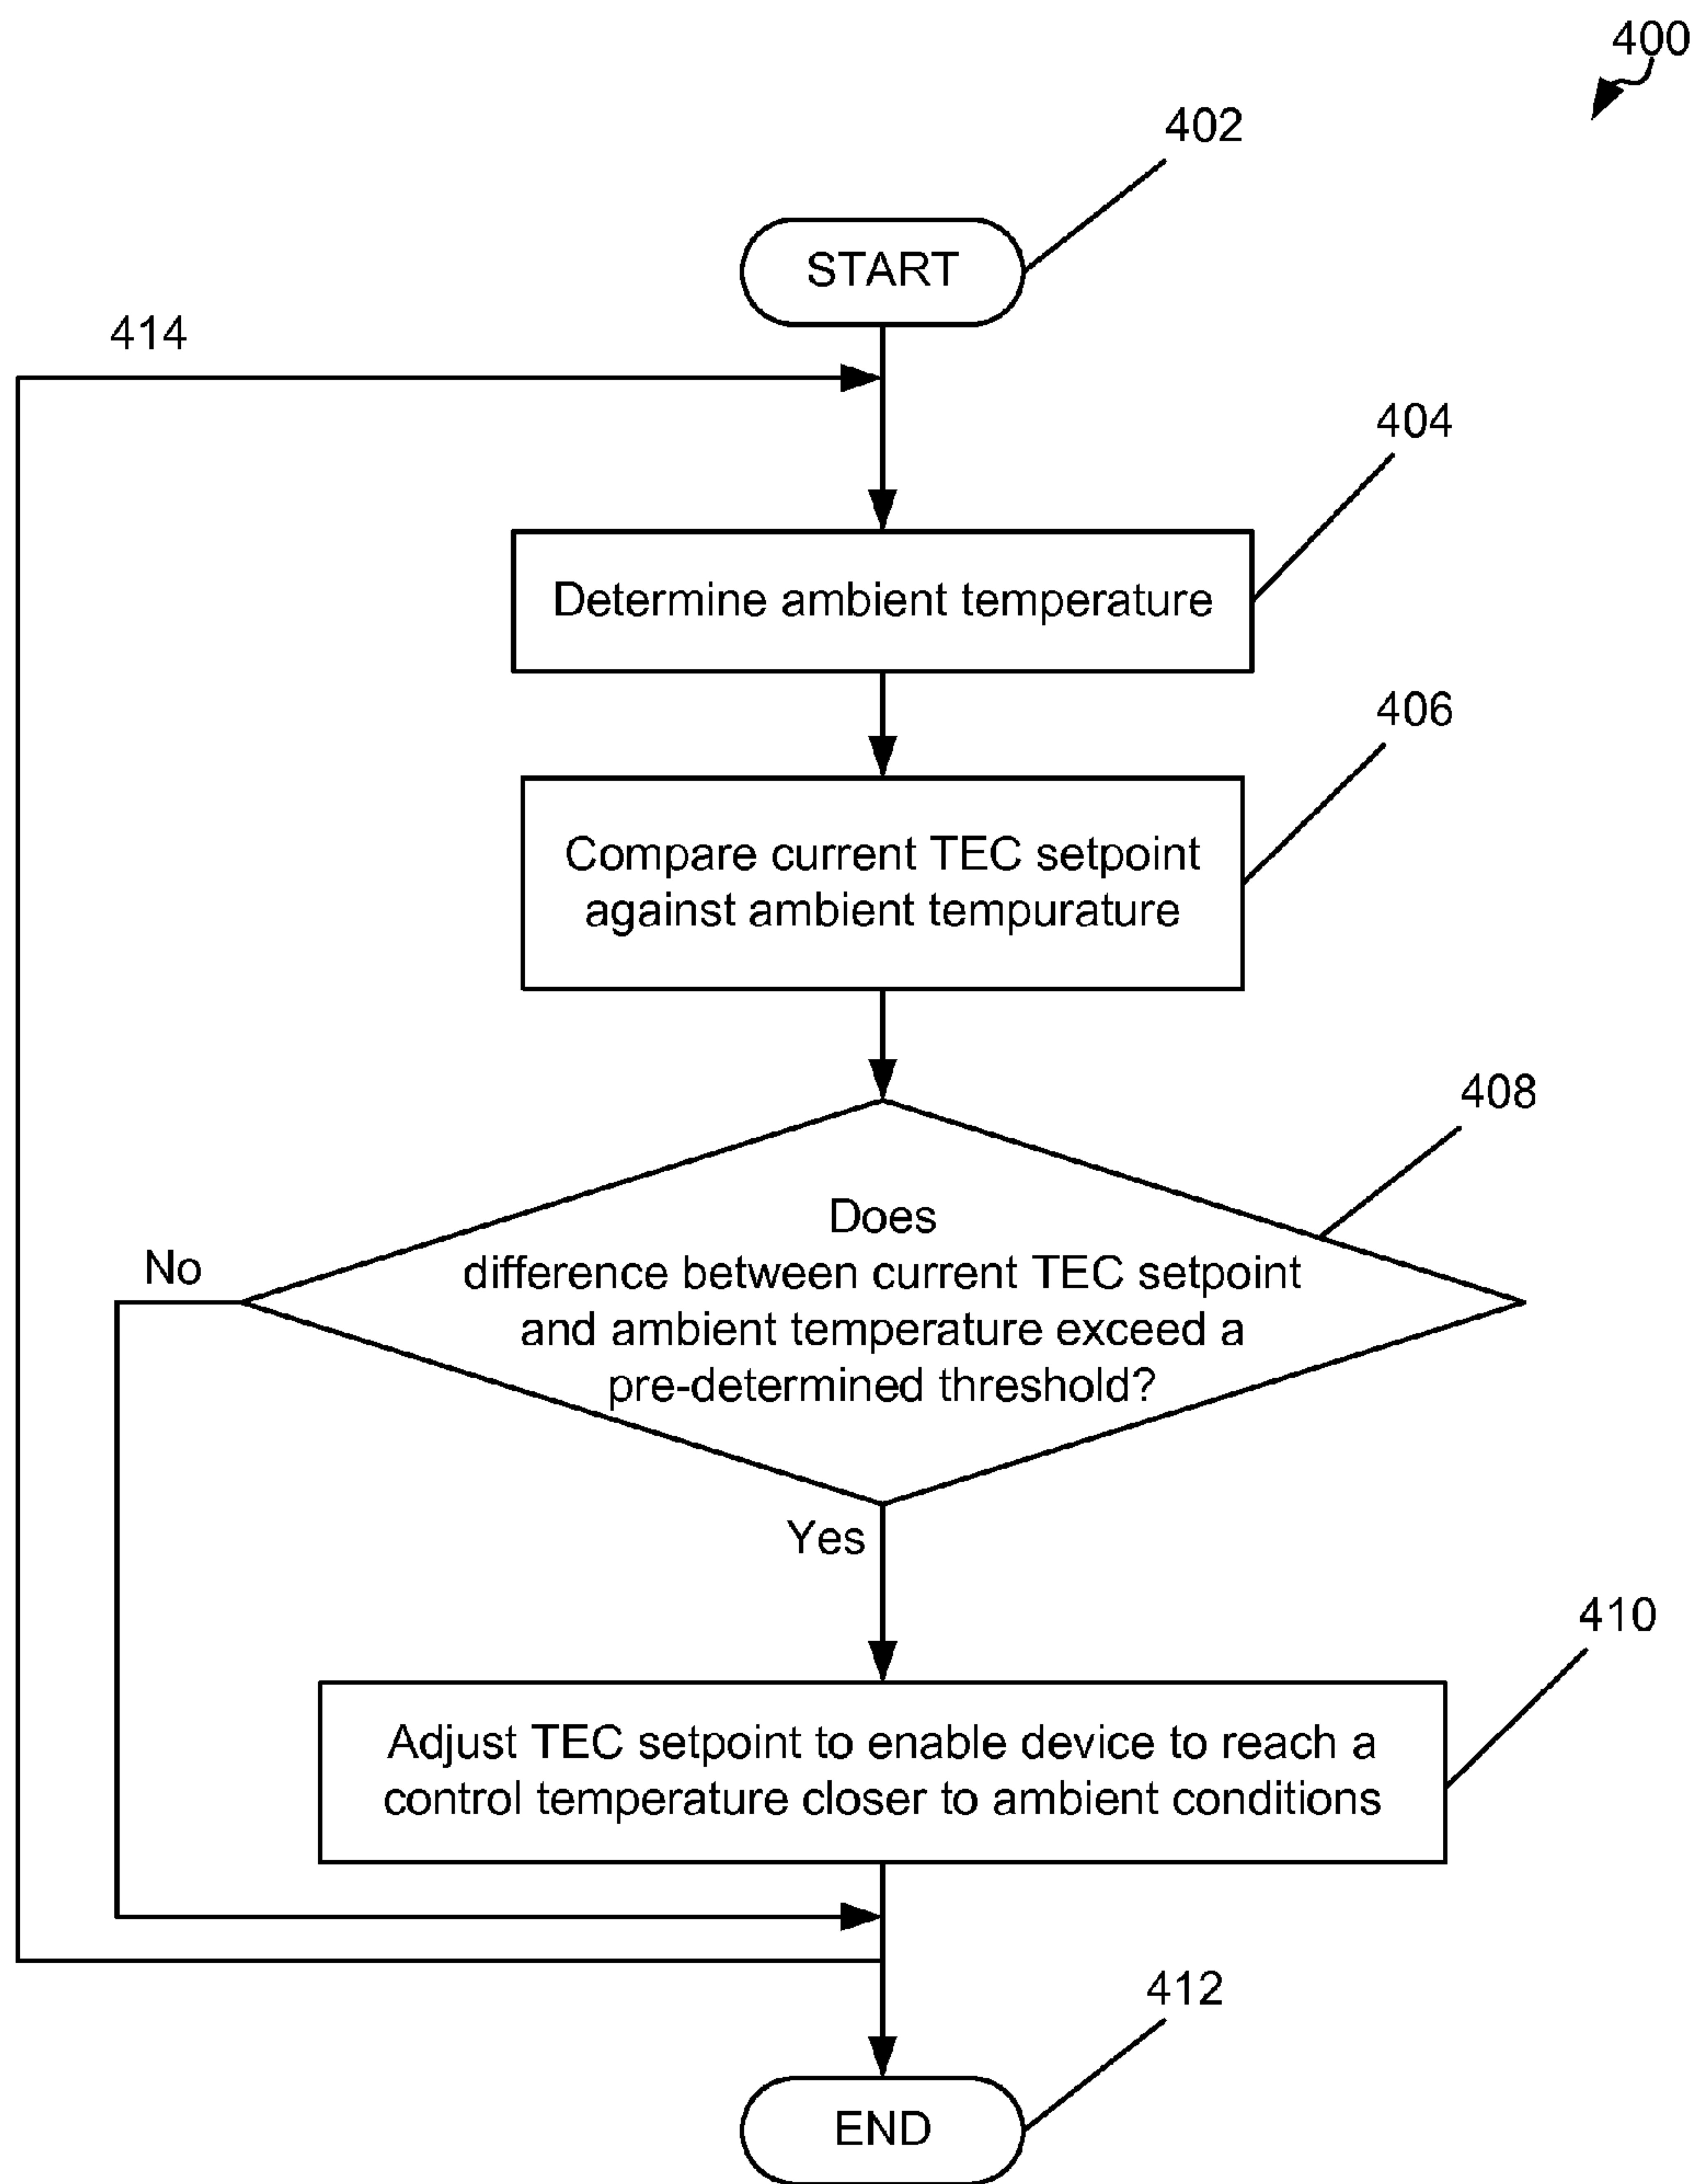 400
402
START
414
404
Determine ambient temperature
406
Compare current TEC setpoint
against ambient tempurature
408
Does
difference between current TEC setpoint
and ambient temperature exceed a
pre-determined threshold?
No
Yes
410
Adjust TEC setpoint to enable device to reach a
control temperature closer to ambient conditions
412
END